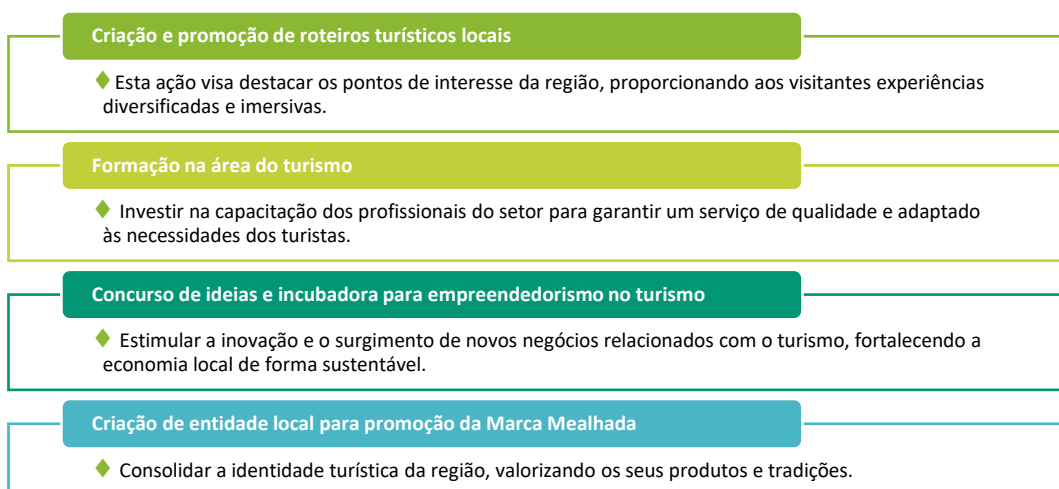 Criação e promoção de roteiros turísticos locais
Esta ação visa destacar os pontos de interesse da região, proporcionando aos visitantes experiências
diversificadas e imersivas.
Formação na área do turismo
Investir na capacitação dos profissionais do setor para garantir um serviço de qualidade e adaptado
às necessidades dos turistas.
Concurso de ideias e incubadora para empreendedorismo no turismo
Estimular a inovação e o surgimento de novos negócios relacionados com o turismo, fortalecendo a
economia local de forma sustentável.
Criação de entidade local para promoção da Marca Mealhada
Consolidar a identidade turística da região, valorizando os seus produtos e tradições.